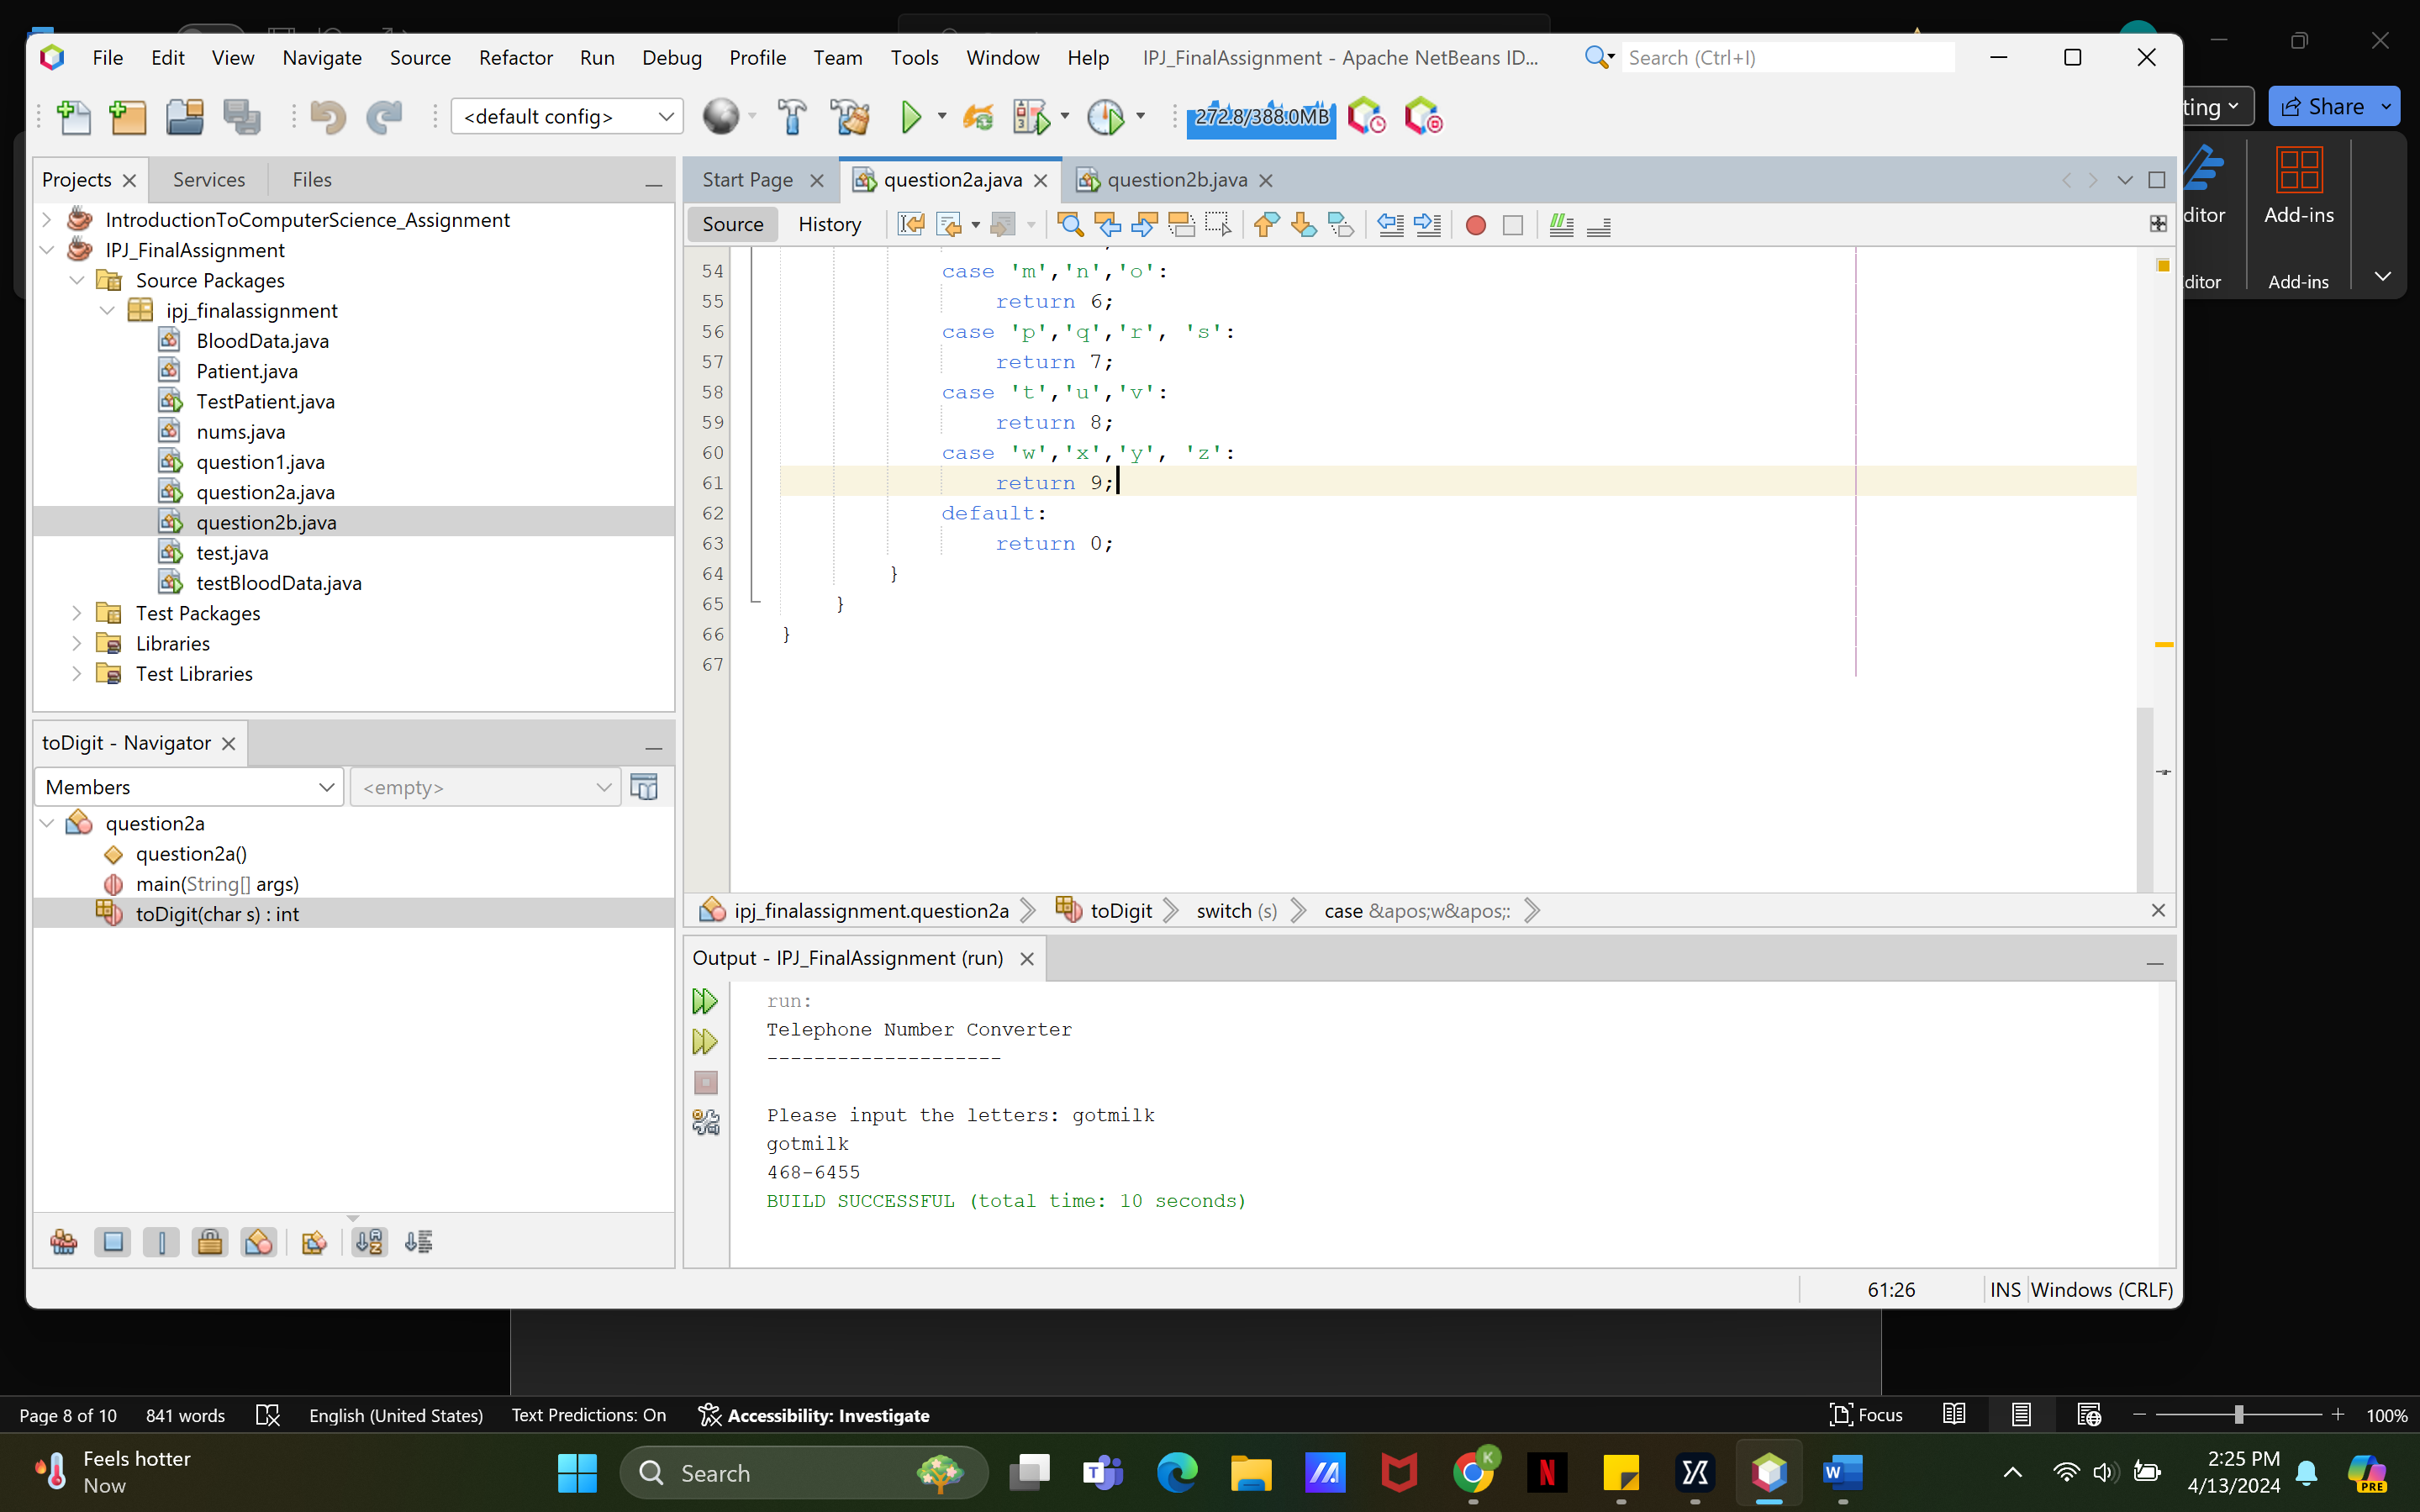 File Edit View Navigate Source Refactor Run Debug Profile Team Tools Window Help IPJ_FinalAssignment - Apache NetBeans ID... Search (Ctrl+I)
<default config> 272.8/388.0MB
ting Share
Projects Services Files
Start Page question2a.java question2b.java
Source History
ditor Add-ins
ditor Add-ins
IntroductionToComputerScience_Assignment
IPJ_FinalAssignment
Source Packages
ipj_finalassignment
BloodData.java
Patient.java
TestPatient.java
nums.java
question1.java
question2a.java
question2b.java
test.java
testBloodData.java
Test Packages
Libraries
Test Libraries
54 case 'm','n','o':
55 return 6;
56 case 'p','q','r', 's':
57 return 7;
58 case 't','u','v':
59 return 8;
60 case 'w','x','y', 'z':
61 return 9;
62 default:
63 return 0;
64 }
65 }
66 }
67
toDigit - Navigator
Members <empty>
question2a
question2a()
main(String[] args)
toDigit(char s) : int
ipj_finalassignment.question2a toDigit switch (s) case &apos;w&apos;:
Output - IPJ_FinalAssignment (run)
run:
Telephone Number Converter
--------------------
Please input the letters: gotmilk
gotmilk
468-6455
BUILD SUCCESSFUL (total time: 10 seconds)
61:26 INS Windows (CRLF)
Page 8 of 10 841 words English (United States) Text Predictions: On Accessibility: Investigate Focus 100%
Feels hotter
Now
Search
2:25 PM
4/13/2024
PRE